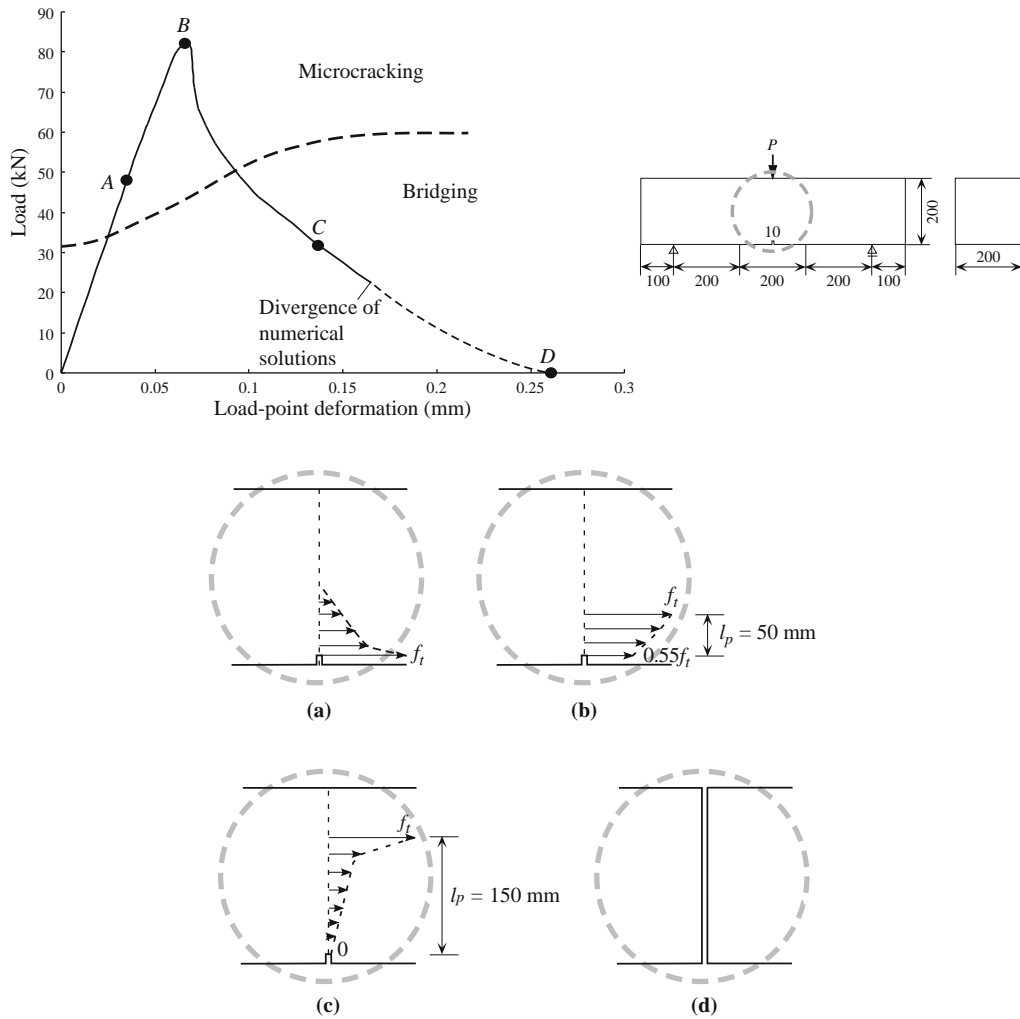 90
80
70
60
50
40
30
20
10
0
Load (kN)
B
Microcracking
A
Bridging
C
Divergence of
numerical
solutions
D
0
0.05
0.1
0.15
0.2
0.25
0.3
Load-point deformation (mm)
P
10
200
100
200
200
200
100
200
f_t
(a)
f_t
l_p = 50 mm
0.55f_t
(b)
f_t
l_p = 150 mm
0
(c)
(d)